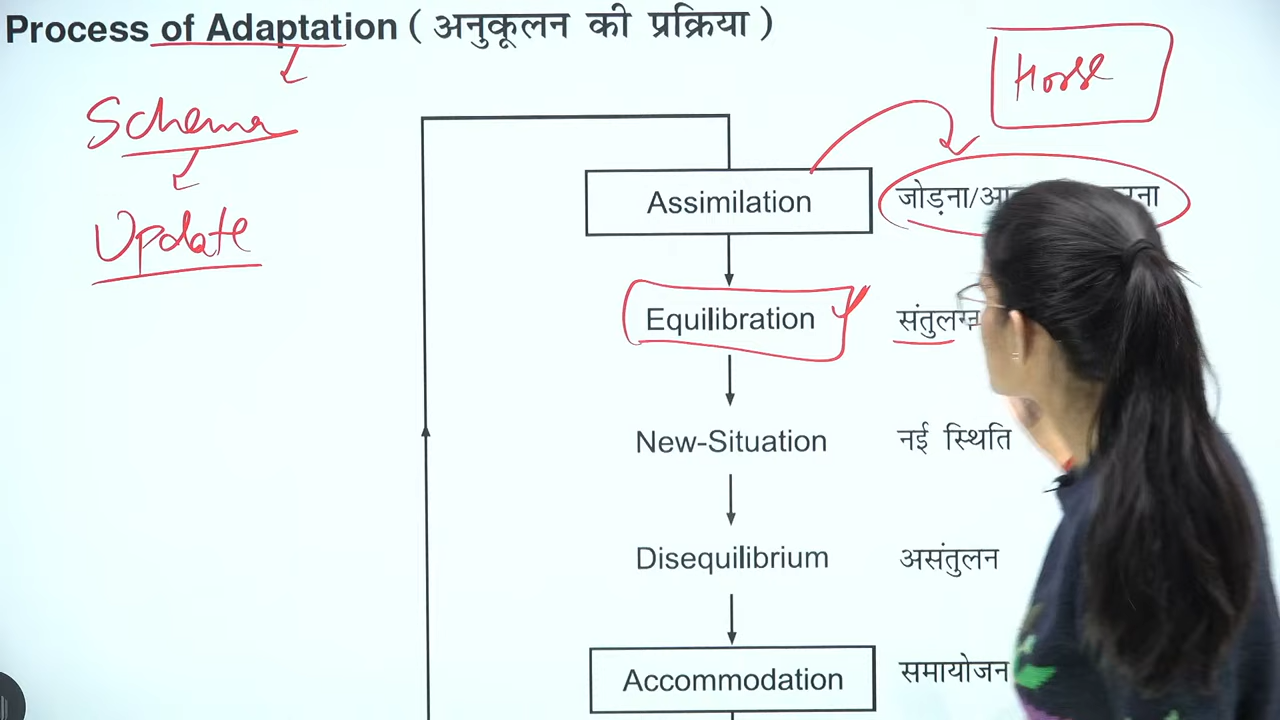 Process of Adaptation ( अनुकूलन की प्रक्रिया )
Horse
Schema
Update
Assimilation जोड़ना/
Equilibration
New-Situation नई स्थिति
Disequilibrium असंतुलन
Accommodation समायोजन